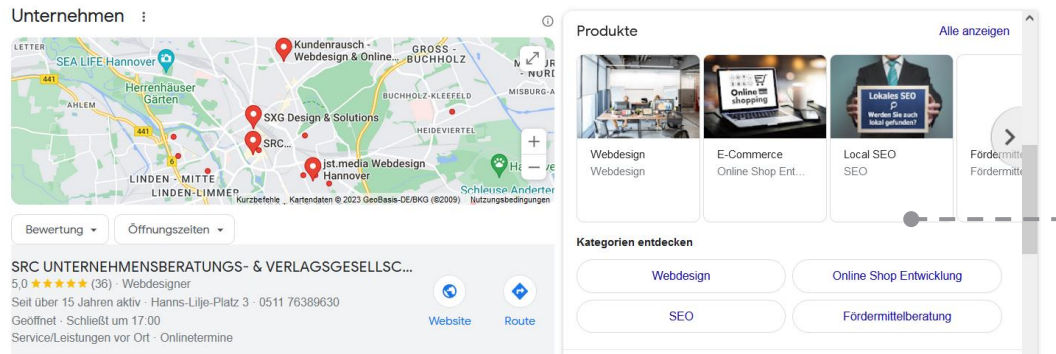 Unternehmen
LETTER
SEA LIFE Hannover
441
Herrenhäuser
Gärten
AHLEM
441
6
LINDEN - MITTE
LINDEN-LIMMER
Kundenrausch -
Webdesign & Online...
GROSS -
BUCHHOLZ
BUCHHOLZ-KLEEFELD
MISBURG-A
SXG Design & Solutions
HEIDEVIERTEL
SRC...
jst.media Webdesign
Hannover
Schleuse Anderter
Kurzbefehle
Kartendaten © 2023 GeoBasis-DE/BKG (©2009)
Nutzungsbedingungen
Bewertung
Öffnungszeiten
SRC UNTERNEHMENSBERATUNGS- & VERLAGSGESELLSC...
5,0 (36) · Webdesigner
Seit über 15 Jahren aktiv · Hanns-Lilje-Platz 3 · 0511 76389630
Geöffnet · Schließt um 17:00
Service/Leistungen vor Ort · Onlinetermine
Website
Route
Produkte
Alle anzeigen
Online
shopping
Lokales SEO
Werden Sie auch
lokal gefunden?
Webdesign
Webdesign
E-Commerce
Online Shop Ent...
Local SEO
SEO
Fördermitte
Fördermitte
Kategorien entdecken
Webdesign
Online Shop Entwicklung
SEO
Fördermittelberatung